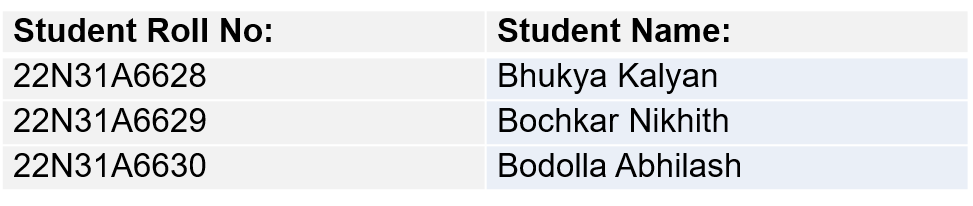 Student Roll No: Student Name:
22N31A6628 Bhukya Kalyan
22N31A6629 Bochkar Nikhith
22N31A6630 Bodolla Abhilash